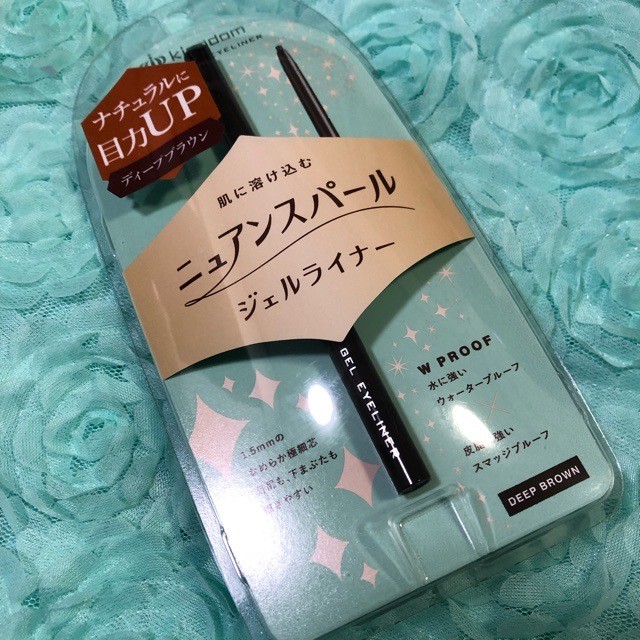 kingdom
ナチュラルに
目力UP
ディープブラウン
肌に溶け込む
ニュアンスパール
ジェルライナー
GEL EYELINER
W PROOF
水に強い
ウォータープルーフ
強い
スマッジプルーフ
1.5mmの
なめらか極細芯
下まぶたも
やすい
DEEP BROWN